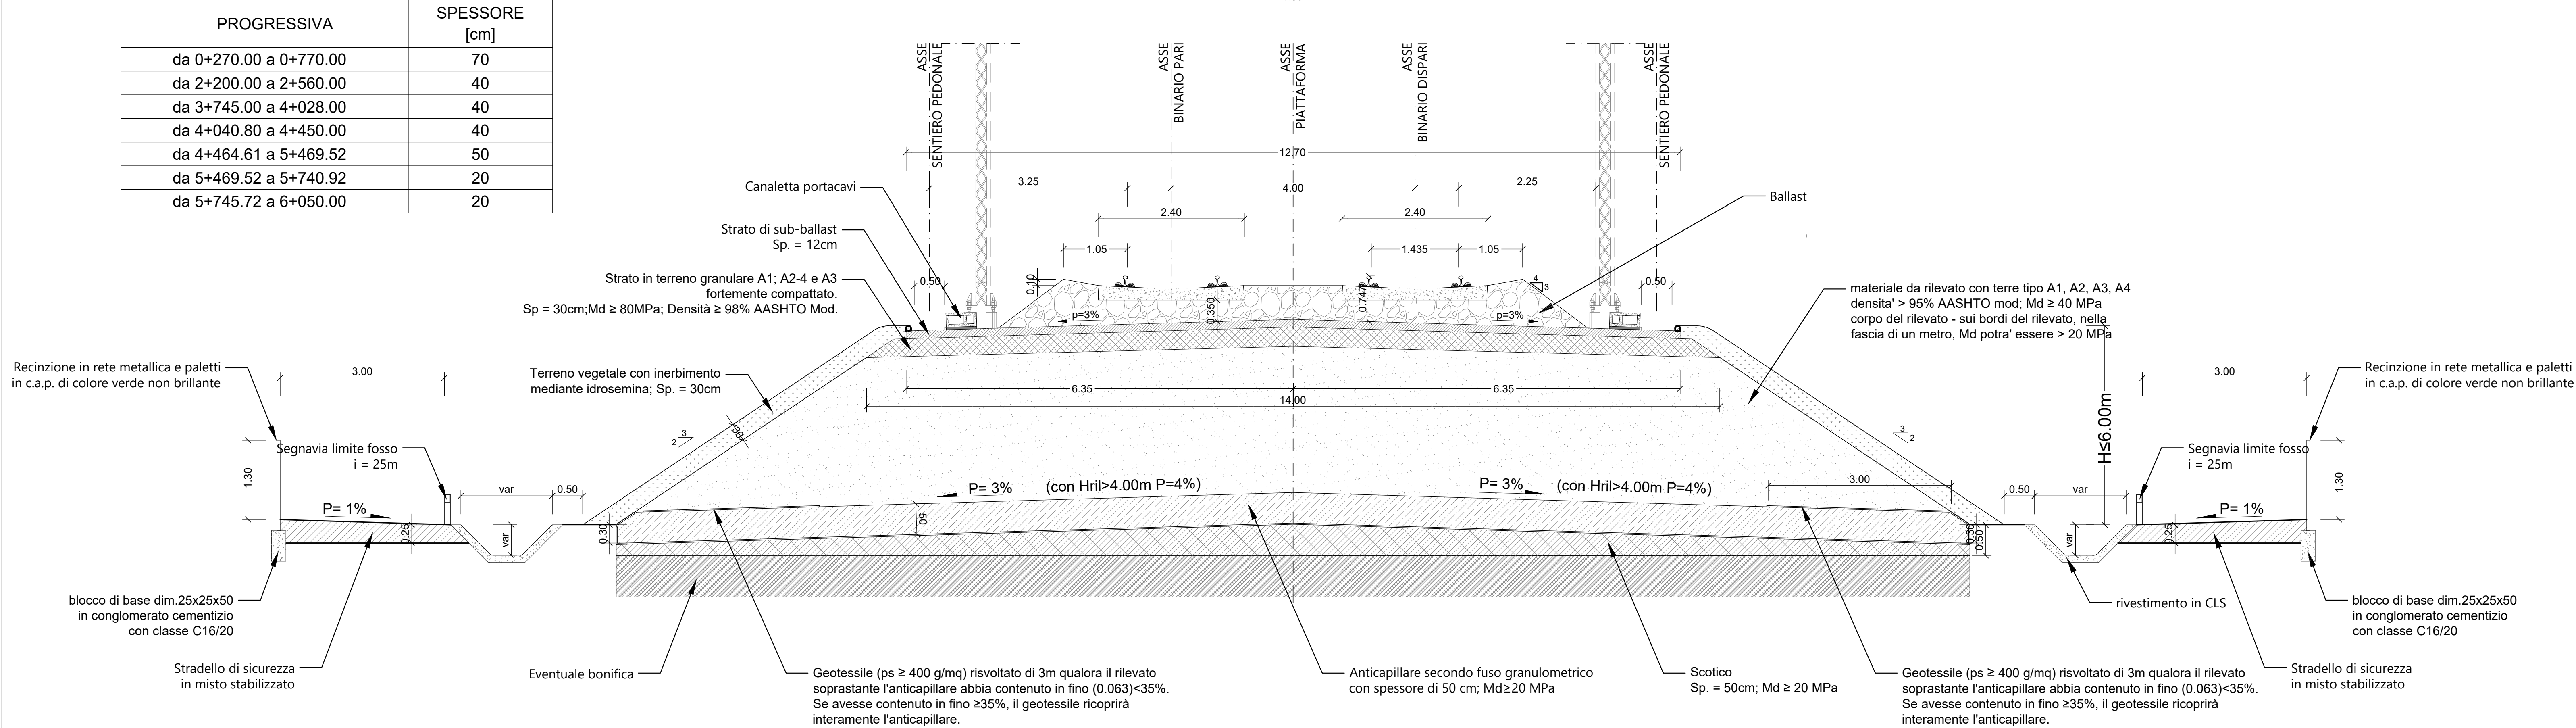 PROGRESSIVA
SPESSORE
[cm]
da 0+270.00 a 0+770.00 70
da 2+200.00 a 2+560.00 40
da 3+745.00 a 4+028.00 40
da 4+040.80 a 4+450.00 40
da 4+464.61 a 5+469.52 50
da 5+469.52 a 5+740.92 20
da 5+745.72 a 6+050.00 20
ASSE
SENTIERO PEDONALE
ASSE
BINARIO PARI
ASSE
PIATTAFORMA
ASSE
BINARIO DISPARI
ASSE
SENTIERO PEDONALE
12.70
3.25
4.00
2.25
2.40
2.40
1.05
1.435
1.05
0.50
0.10
0.350
0.747
4
3
0.50
p=3%
p=3%
Canaletta portacavi
Strato di sub-ballast
Sp. = 12cm
Strato in terreno granulare A1; A2-4 e A3
fortemente compattato.
Sp = 30cm;Md ≥ 80MPa; Densità ≥ 98% AASHTO Mod.
Ballast
materiale da rilevato con terre tipo A1, A2, A3, A4
densita' > 95% AASHTO mod; Md ≥ 40 MPa
corpo del rilevato - sui bordi del rilevato, nella
fascia di un metro, Md potra' essere > 20 MPa
Recinzione in rete metallica e paletti
in c.a.p. di colore verde non brillante
3.00
Terreno vegetale con inerbimento
mediante idrosemina; Sp. = 30cm
6.35
6.35
14.00
3.00
Recinzione in rete metallica e paletti
in c.a.p. di colore verde non brillante
H≤6.00m
30
3
2
3
2
1.30
Segnavia limite fosso
i = 25m
var
0.50
P= 1%
0.25
var
0.30
P= 3%
(con Hril>4.00m P=4%)
P= 3%
(con Hril>4.00m P=4%)
50
3.00
0.30
0.50
0.50
var
var
Segnavia limite fosso
i = 25m
P= 1%
0.25
1.30
blocco di base dim.25x25x50
in conglomerato cementizio
con classe C16/20
Stradello di sicurezza
in misto stabilizzato
Eventuale bonifica
Geotessile (ps ≥ 400 g/mq) risvoltato di 3m qualora il rilevato
soprastante l'anticapillare abbia contenuto in fino (0.063)<35%.
Se avesse contenuto in fino ≥35%, il geotessile ricoprirà
interamente l'anticapillare.
Anticapillare secondo fuso granulometrico
con spessore di 50 cm; Md≥20 MPa
Scotico
Sp. = 50cm; Md ≥ 20 MPa
Geotessile (ps ≥ 400 g/mq) risvoltato di 3m qualora il rilevato
soprastante l'anticapillare abbia contenuto in fino (0.063)<35%.
Se avesse contenuto in fino ≥35%, il geotessile ricoprirà
interamente l'anticapillare.
rivestimento in CLS
blocco di base dim.25x25x50
in conglomerato cementizio
con classe C16/20
Stradello di sicurezza
in misto stabilizzato